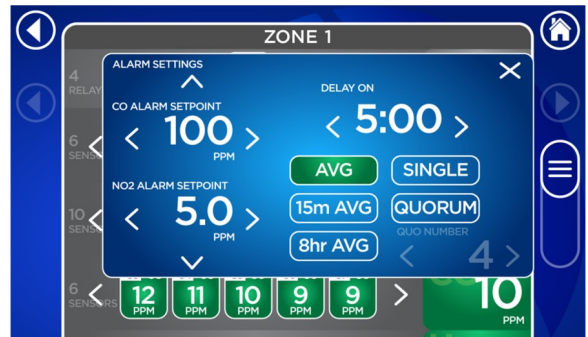 ZONE 1
ALARM SETTINGS
4
RELAY
CO ALARM SETPOINT
100
PPM
DELAY ON
5:00
6
SENS
NO2 ALARM SETPOINT
5.0
PPM
AVG
SINGLE
15m AVG
QUORUM
8hr AVG
QUO NUMBER
4
10
SENS
6
SENSORS
12
PPM
11
PPM
10
PPM
9
PPM
9
PPM
10
PPM